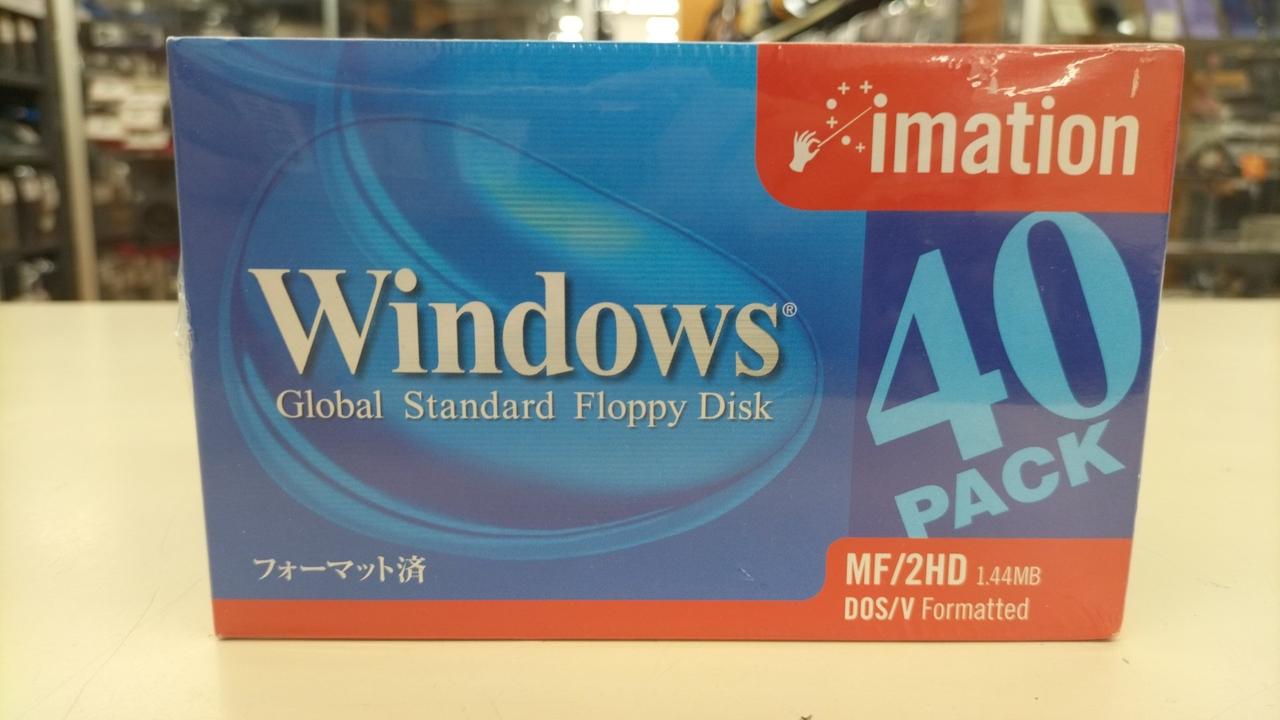 imation
40
PACK
Windows®
Global Standard Floppy Disk
フォーマット済
MF/2HD 1.44MB
DOS/V Formatted